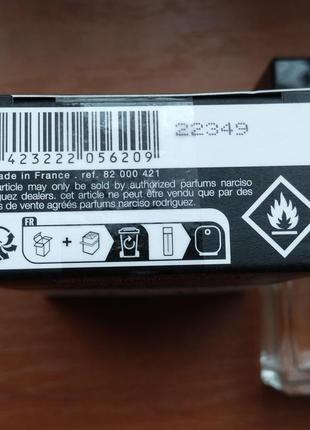 22349
423222 056209
made in France . ref. 82 000 421
article may only be sold by authorized parfums narciso
guez dealers. cet article ne peut être vendu que par des
s de vente agréés parfums narciso rodriguez.
FR
+